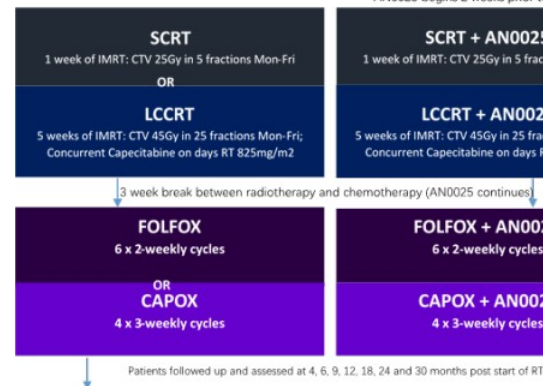 SCRT
1 week of IMRT: CTV 25Gy in 5 fractions Mon-Fri
OR
LCCRT
5 weeks of IMRT: CTV 45Gy in 25 fractions Mon-Fri;
Concurrent Capecitabine on days RT 825mg/m2
SCRT + AN0025
1 week of IMRT: CTV 25Gy in 5
LCCRT + AN002
5 weeks of IMRT: CTV 45Gy in 25
Concurrent Capecitabine on days
3 week break between radiotherapy and chemotherapy (AN0025 continues)
FOLFOX
6 x 2-weekly cycles
OR
CAPOX
4 x 3-weekly cycles
FOLFOX + AN002
6 x 2-weekly cycles
CAPOX + AN002
4 x 3-weekly cycles
Patients followed up and assessed at 4, 6, 9, 12, 18, 24 and 30 months post start of RT